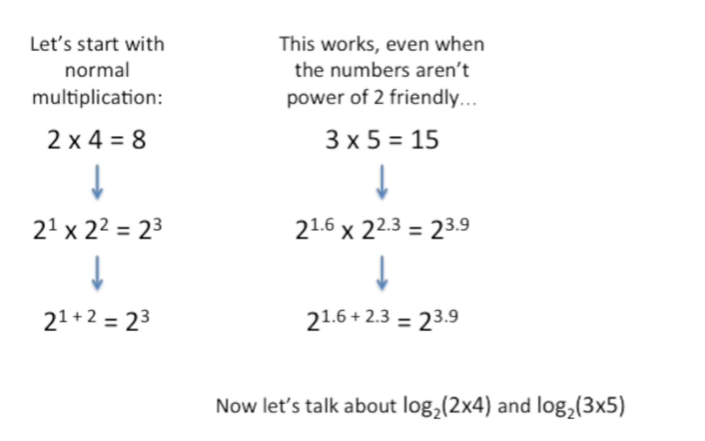 Let's start with
normal
multiplication:
2 x 4 = 8
2¹ x 2² = 2³
2¹ ⁺ ² = 2³
This works, even when
the numbers aren't
power of 2 friendly…
3 x 5 = 15
2^1.6 x 2^2.3 = 2^3.9
2^1.6 + 2.3 = 2^3.9
Now let's talk about log₂(2x4) and log₂(3x5)